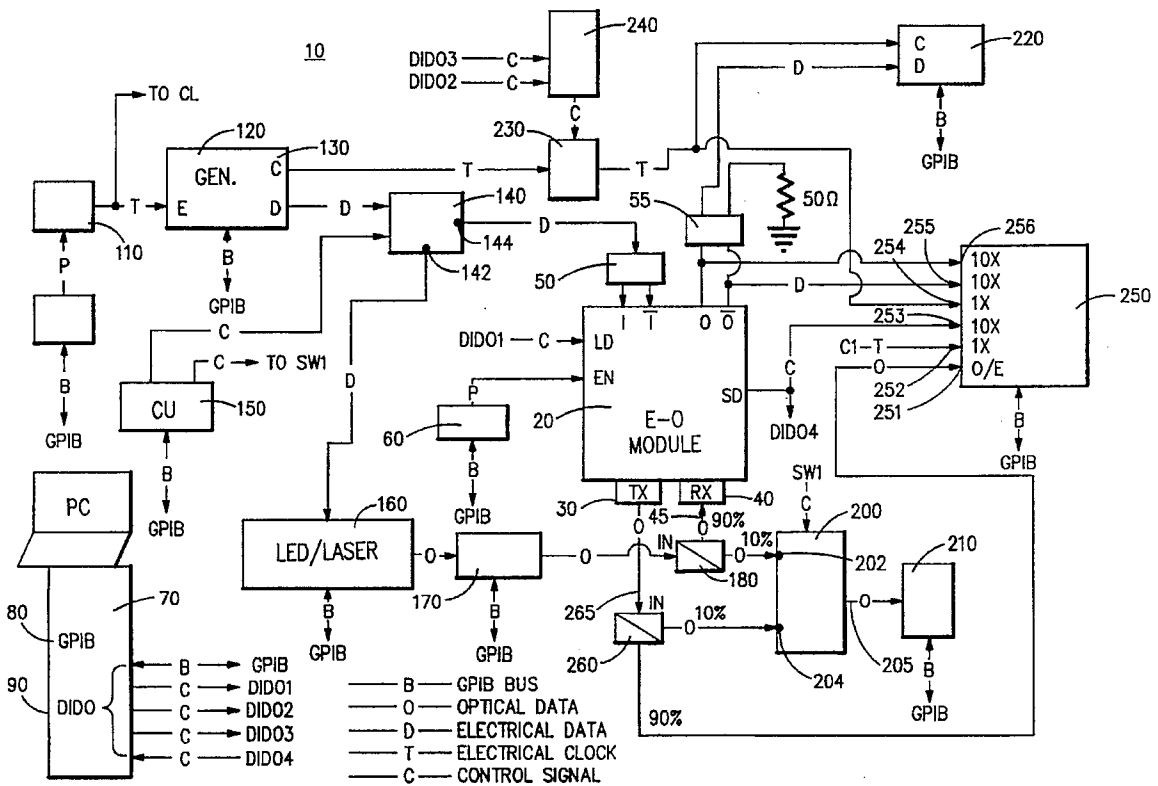 10
240
DIDO3 C
DIDO2 C
C
220
C
D
D
B
GPIB
TO CL
120
130
GEN.
C
E
D
T
110
P
B
GPIB
B
GPIB
T
230
T
D
140
144
142
D
55
50Ω
50
I
I̅
O
O̅
254
255
256
10X
10X
1X
10X
1X
O/E
D
253
C1-T
252
O
251
250
B
GPIB
C
C
TO SW1
CU
150
B
GPIB
D
DIDO1 C
LD
EN
P
60
B
GPIB
20
E-O
MODULE
SD
C
DIDO4
TX
RX
30
40
45
O
O
90%
SW1
C
200
160
LED/LASER
O
170
O
IN
180
O
10%
202
210
B
GPIB
B
GPIB
265
IN
260
O
10%
204
O
205
B
GPIB
90%
PC
70
80
GPIB
90
DIDO
B GPIB
C DIDO1
C DIDO2
C DIDO3
C DIDO4
B GPIB BUS
O OPTICAL DATA
D ELECTRICAL DATA
T ELECTRICAL CLOCK
C CONTROL SIGNAL